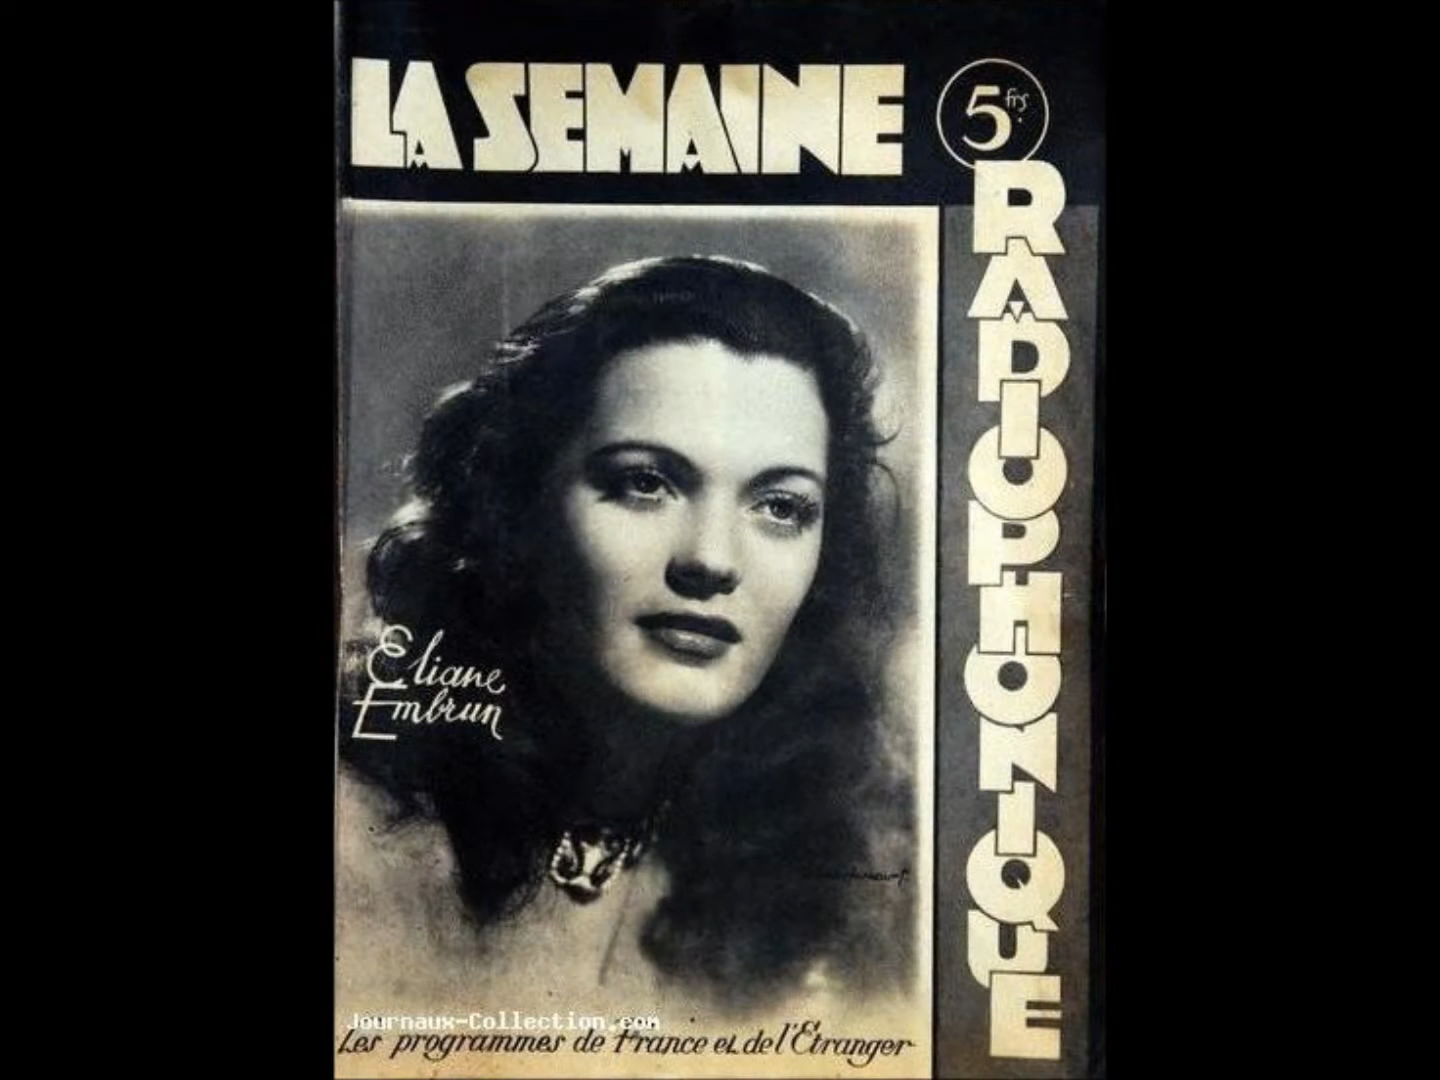 LA SEMAINE
5 frs.
RADIOPHONIQUE
Eliane
Embrun
Journaux-Collection.com
Les programmes de France et de l'Etranger